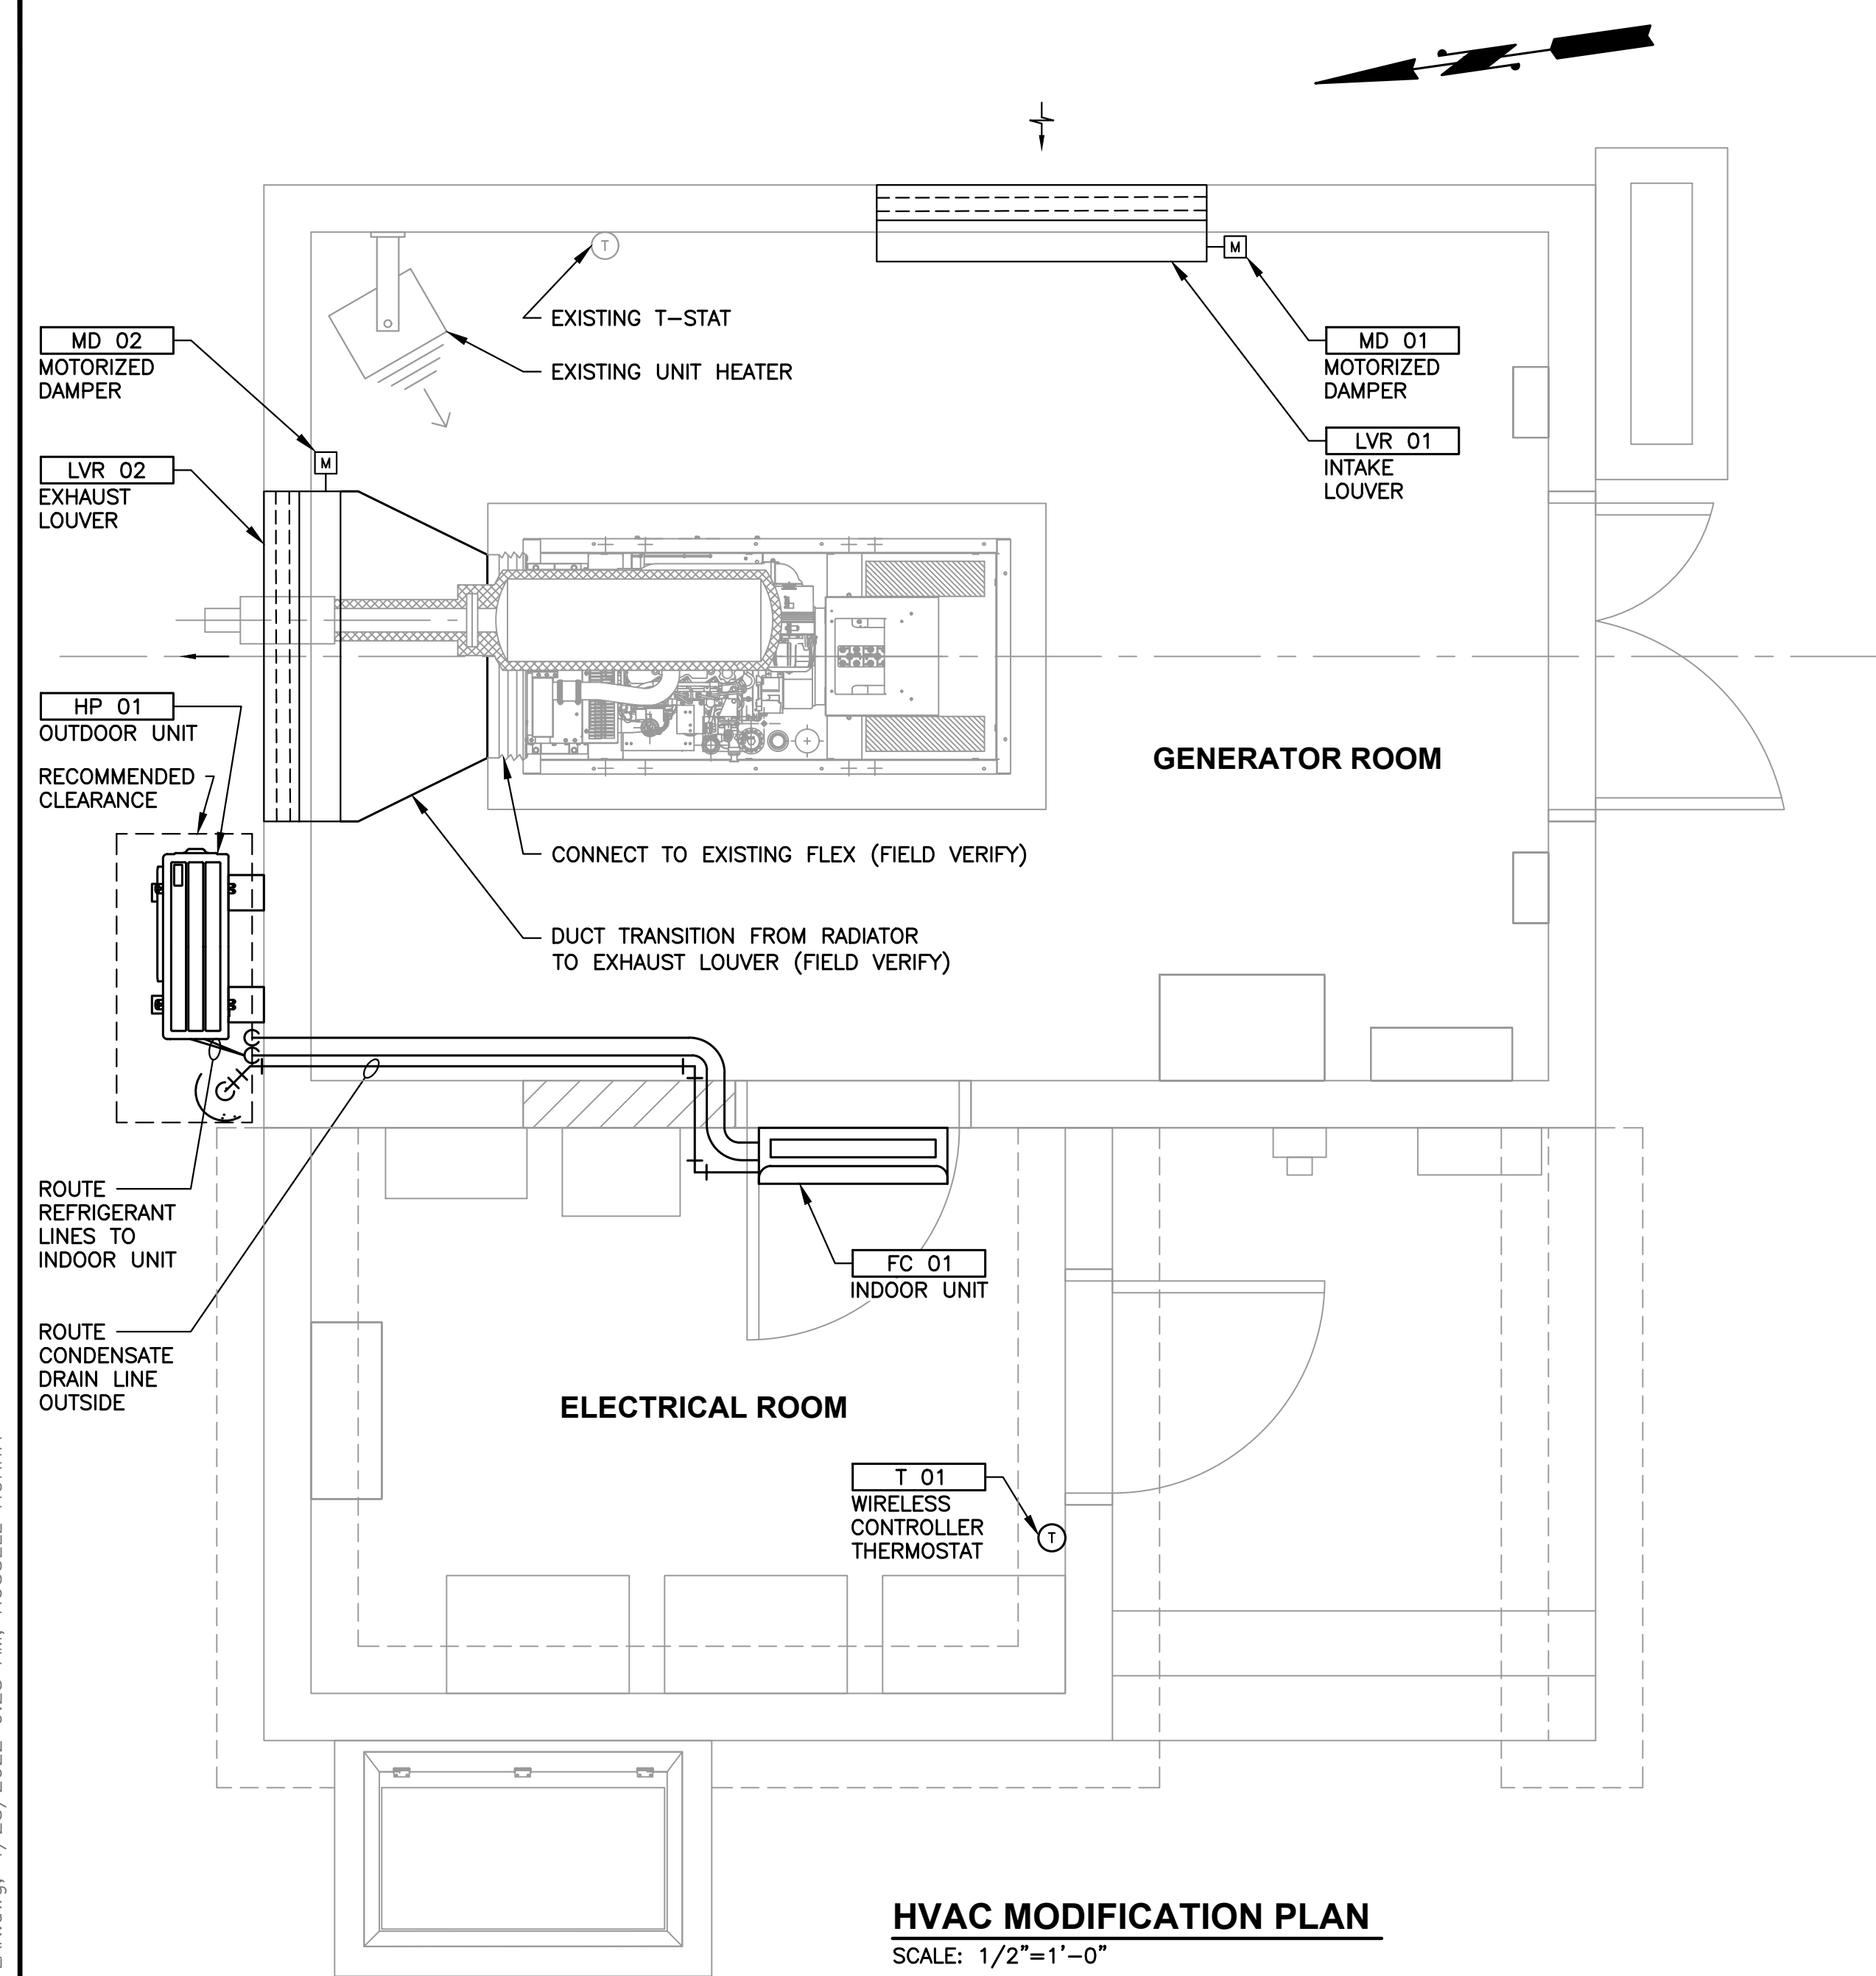 T
EXISTING T-STAT
EXISTING UNIT HEATER
M
MD 01
MOTORIZED
DAMPER
LVR 01
INTAKE
LOUVER
MD 02
MOTORIZED
DAMPER
M
LVR 02
EXHAUST
LOUVER
HP 01
OUTDOOR UNIT
RECOMMENDED
CLEARANCE
GENERATOR ROOM
CONNECT TO EXISTING FLEX (FIELD VERIFY)
DUCT TRANSITION FROM RADIATOR
TO EXHAUST LOUVER (FIELD VERIFY)
ROUTE
REFRIGERANT
LINES TO
INDOOR UNIT
FC 01
INDOOR UNIT
ROUTE
CONDENSATE
DRAIN LINE
OUTSIDE
ELECTRICAL ROOM
T 01
WIRELESS
CONTROLLER
THERMOSTAT
T
HVAC MODIFICATION PLAN
SCALE: 1/2"=1'-0"